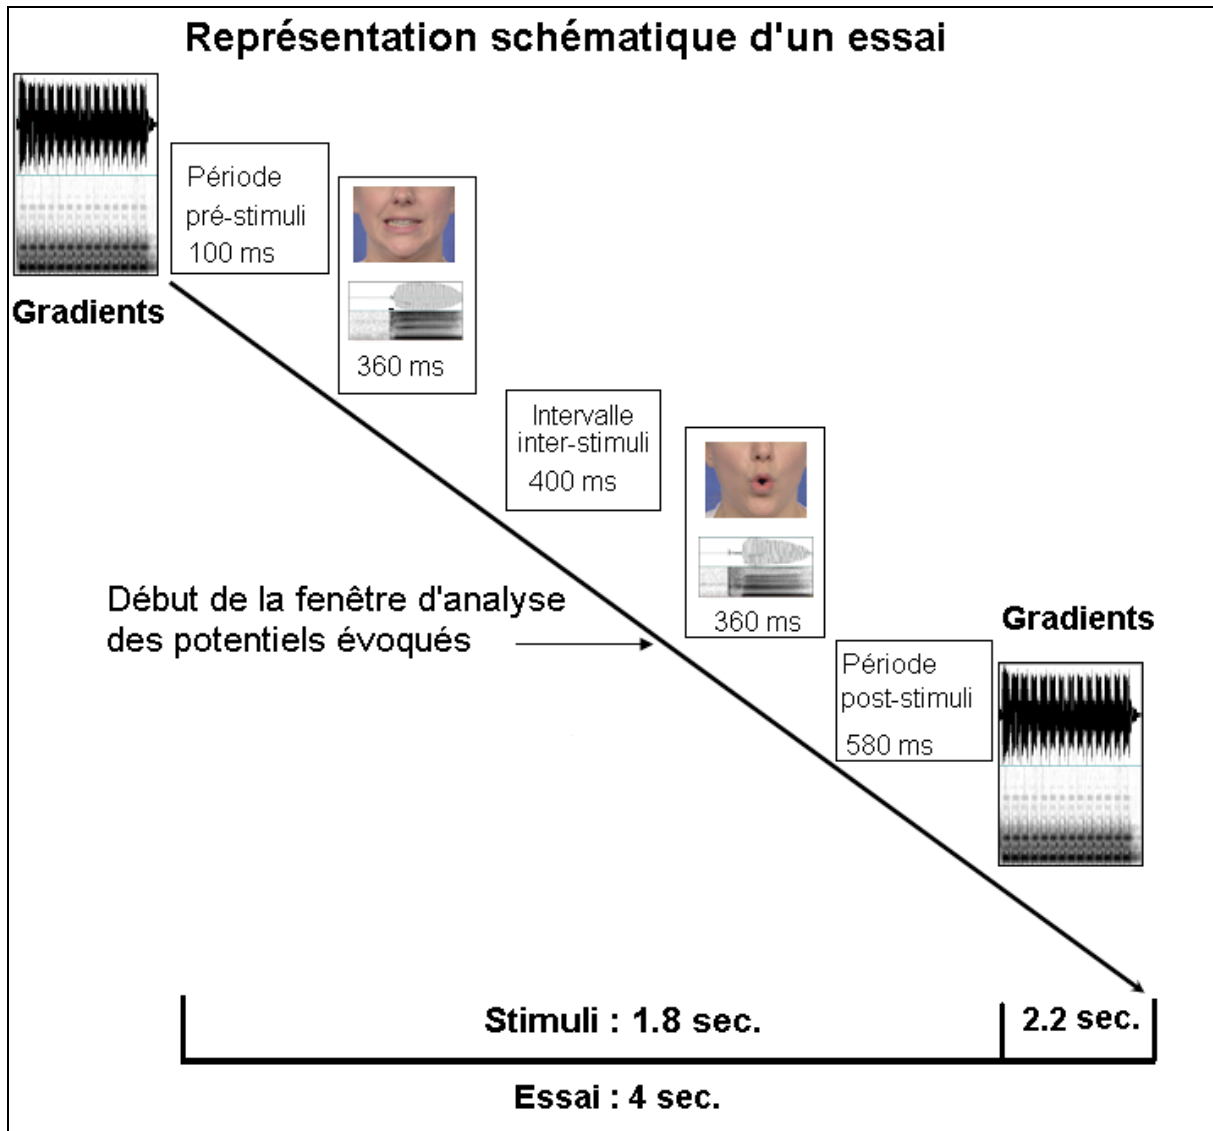 Représentation schématique d'un essai
Gradients
Période
pré-stimuli
100 ms
360 ms
Intervalle
inter-stimuli
400 ms
360 ms
Début de la fenêtre d'analyse
des potentiels évoqués
Période
post-stimuli
580 ms
Gradients
Stimuli : 1.8 sec.
2.2 sec.
Essai : 4 sec.